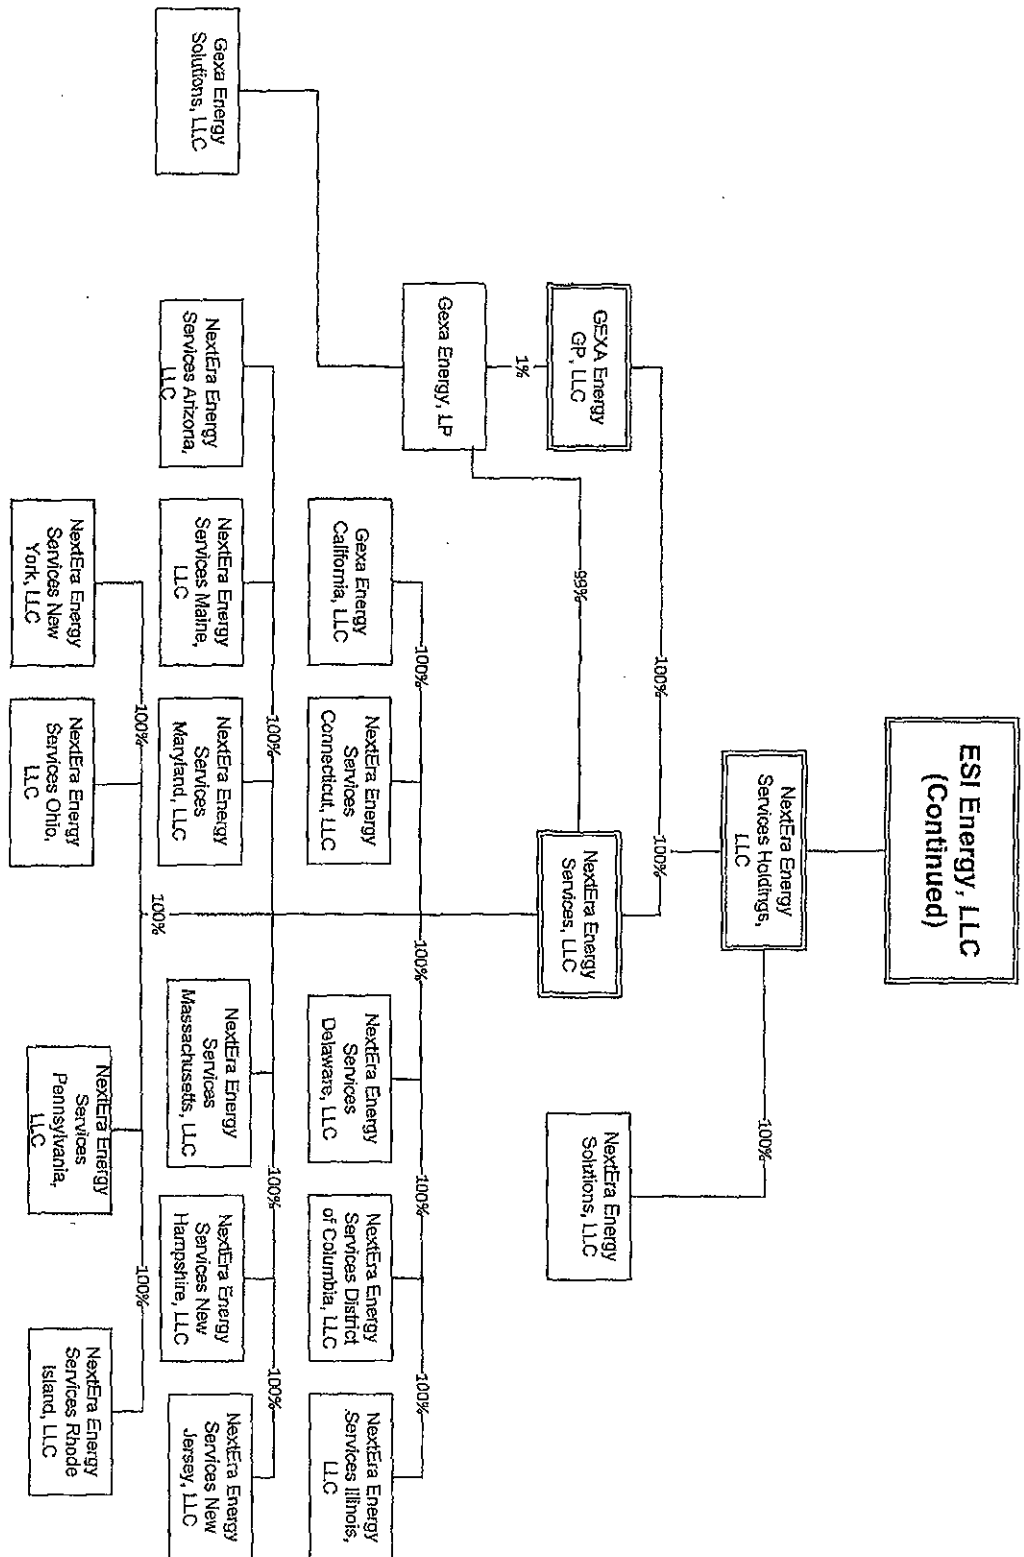 ESI Energy, LLC
(Continued)
NextEra Energy
Services Holdings,
LLC
100%
100%
100%
NextEra Energy
Solutions, LLC
GEXA Energy
GP, LLC
NextEra Energy
Services, LLC
1%
99%
Gexa Energy, LP
Gexa Energy
Solutions, LLC
100%
100%
100%
100%
Gexa Energy
California, LLC
NextEra Energy
Services
Connecticut, LLC
NextEra Energy
Services
Delaware, LLC
NextEra Energy
Services District
of Columbia, LLC
NextEra Energy
Services Illinois,
LLC
100%
100%
100%
NextEra Energy
Services Arizona,
LLC
NextEra Energy
Services Maine,
LLC
NextEra Energy
Services
Maryland, LLC
NextEra Energy
Services
Massachusetts, LLC
NextEra Energy
Services New
Hampshire, LLC
NextEra Energy
Services New
Jersey, LLC
100%
100%
100%
NextEra Energy
Services New
York, LLC
NextEra Energy
Services Ohio,
LLC
NextEra Energy
Services
Pennsylvania,
LLC
NextEra Energy
Services Rhode
Island, LLC